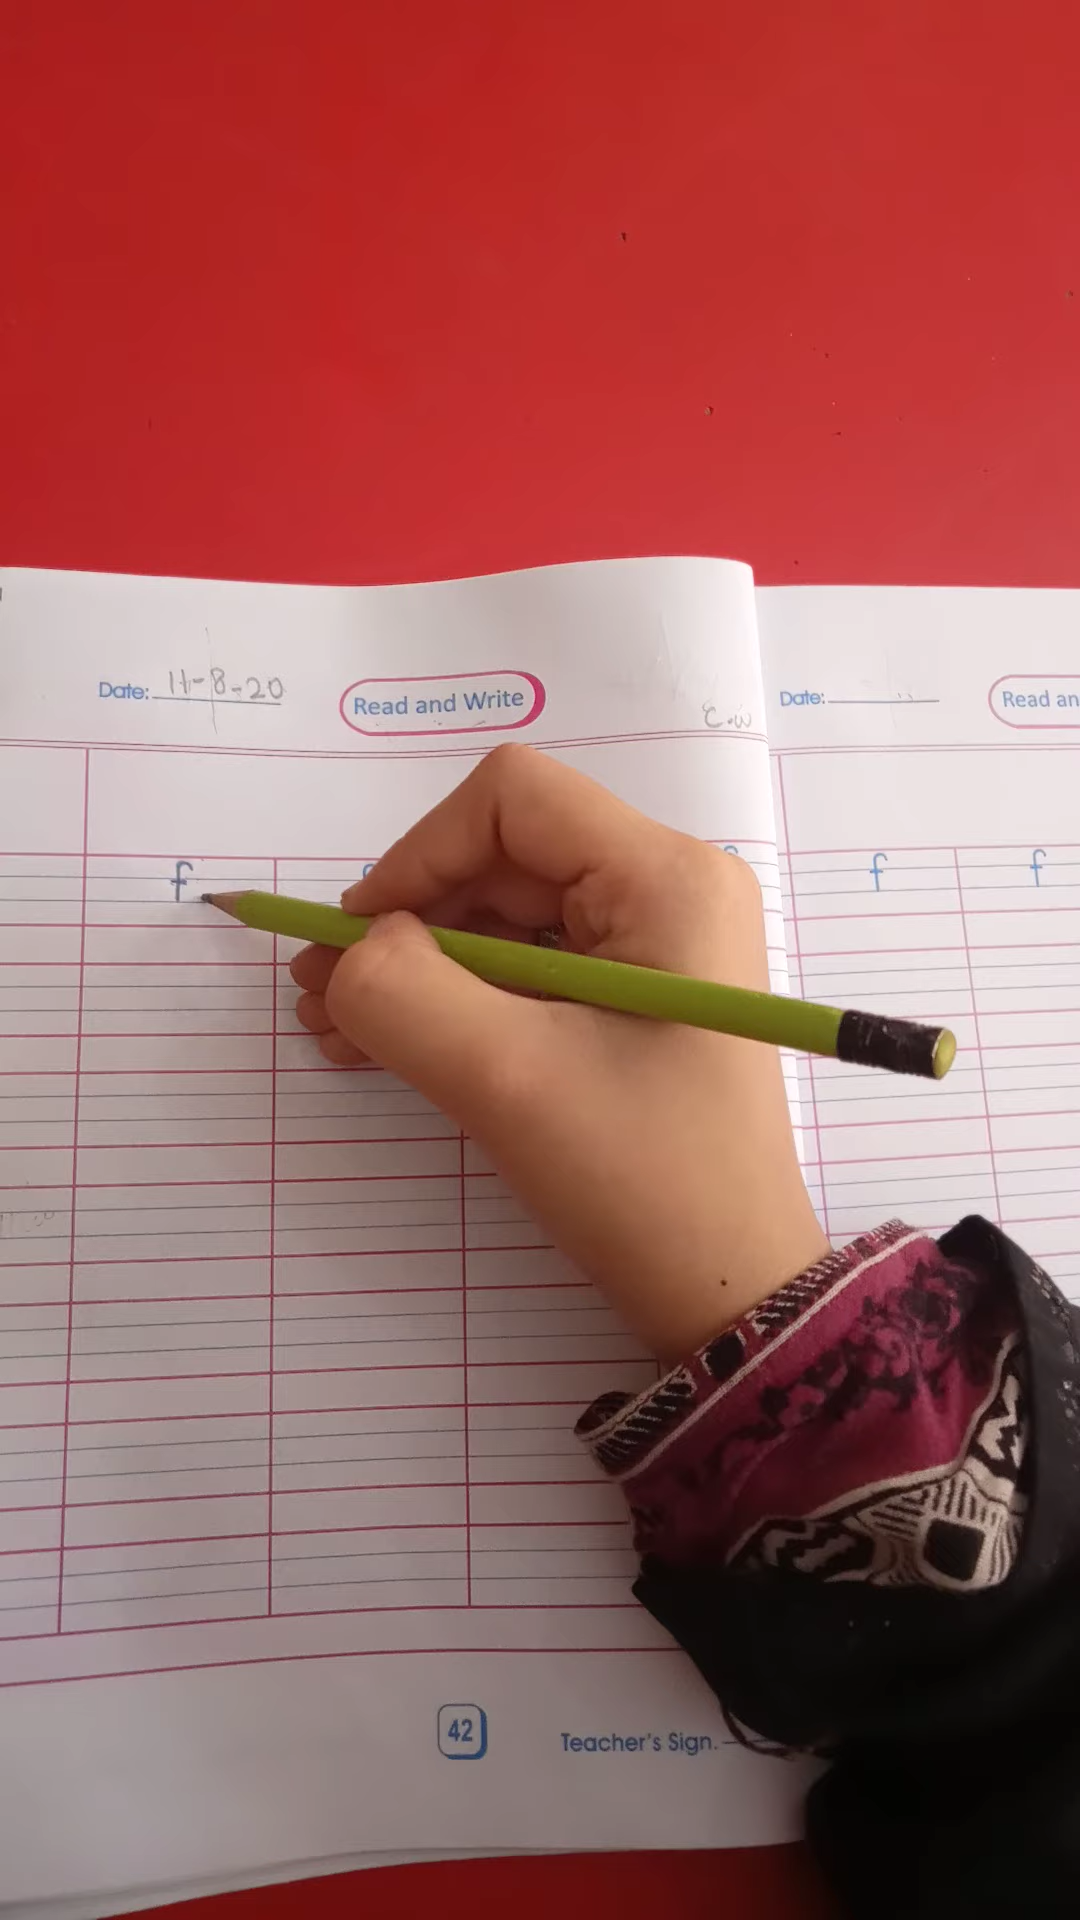 Date: 11-8-20 Read and Write Date: Read an
C.W
f f f f
42 Teacher's Sign.